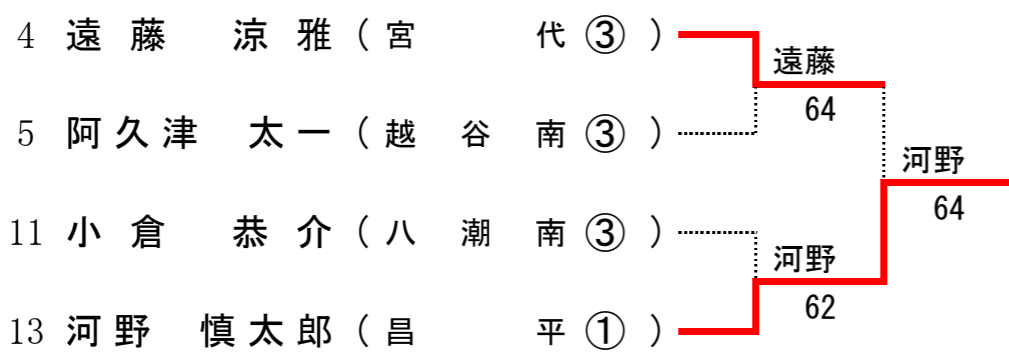 4 遠藤 涼雅(宮代③)
遠藤
64
5 阿久津 太一(越谷南③)
河野
64
11 小倉 恭介(八潮南③)
河野
62
13 河野 慎太郎(昌平①)